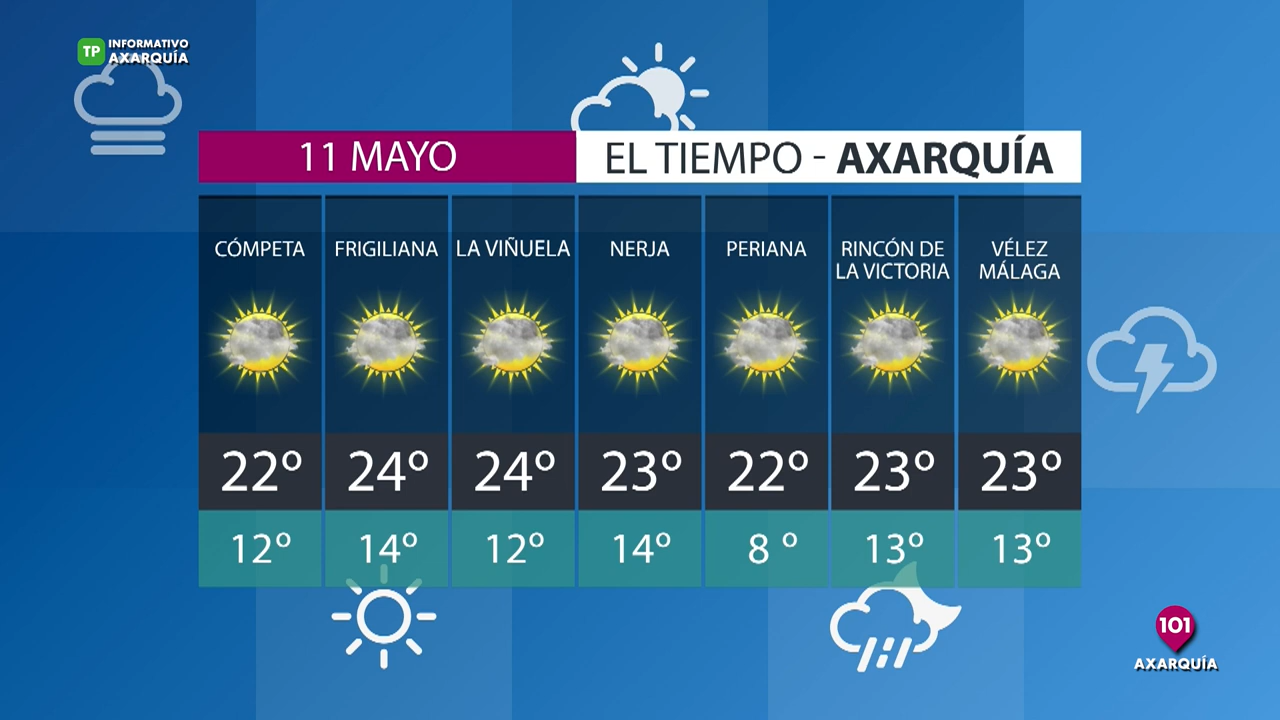 TP INFORMATIVO
AXARQUÍA
11 MAYO
EL TIEMPO - AXARQUÍA
CÓMPETA
FRIGILIANA
LA VIÑUELA
NERJA
PERIANA
RINCÓN DE
LA VICTORIA
VÉLEZ
MÁLAGA
22º
24º
24º
23º
22º
23º
23º
12º
14º
12º
14º
8 º
13º
13º
101
AXARQUÍA